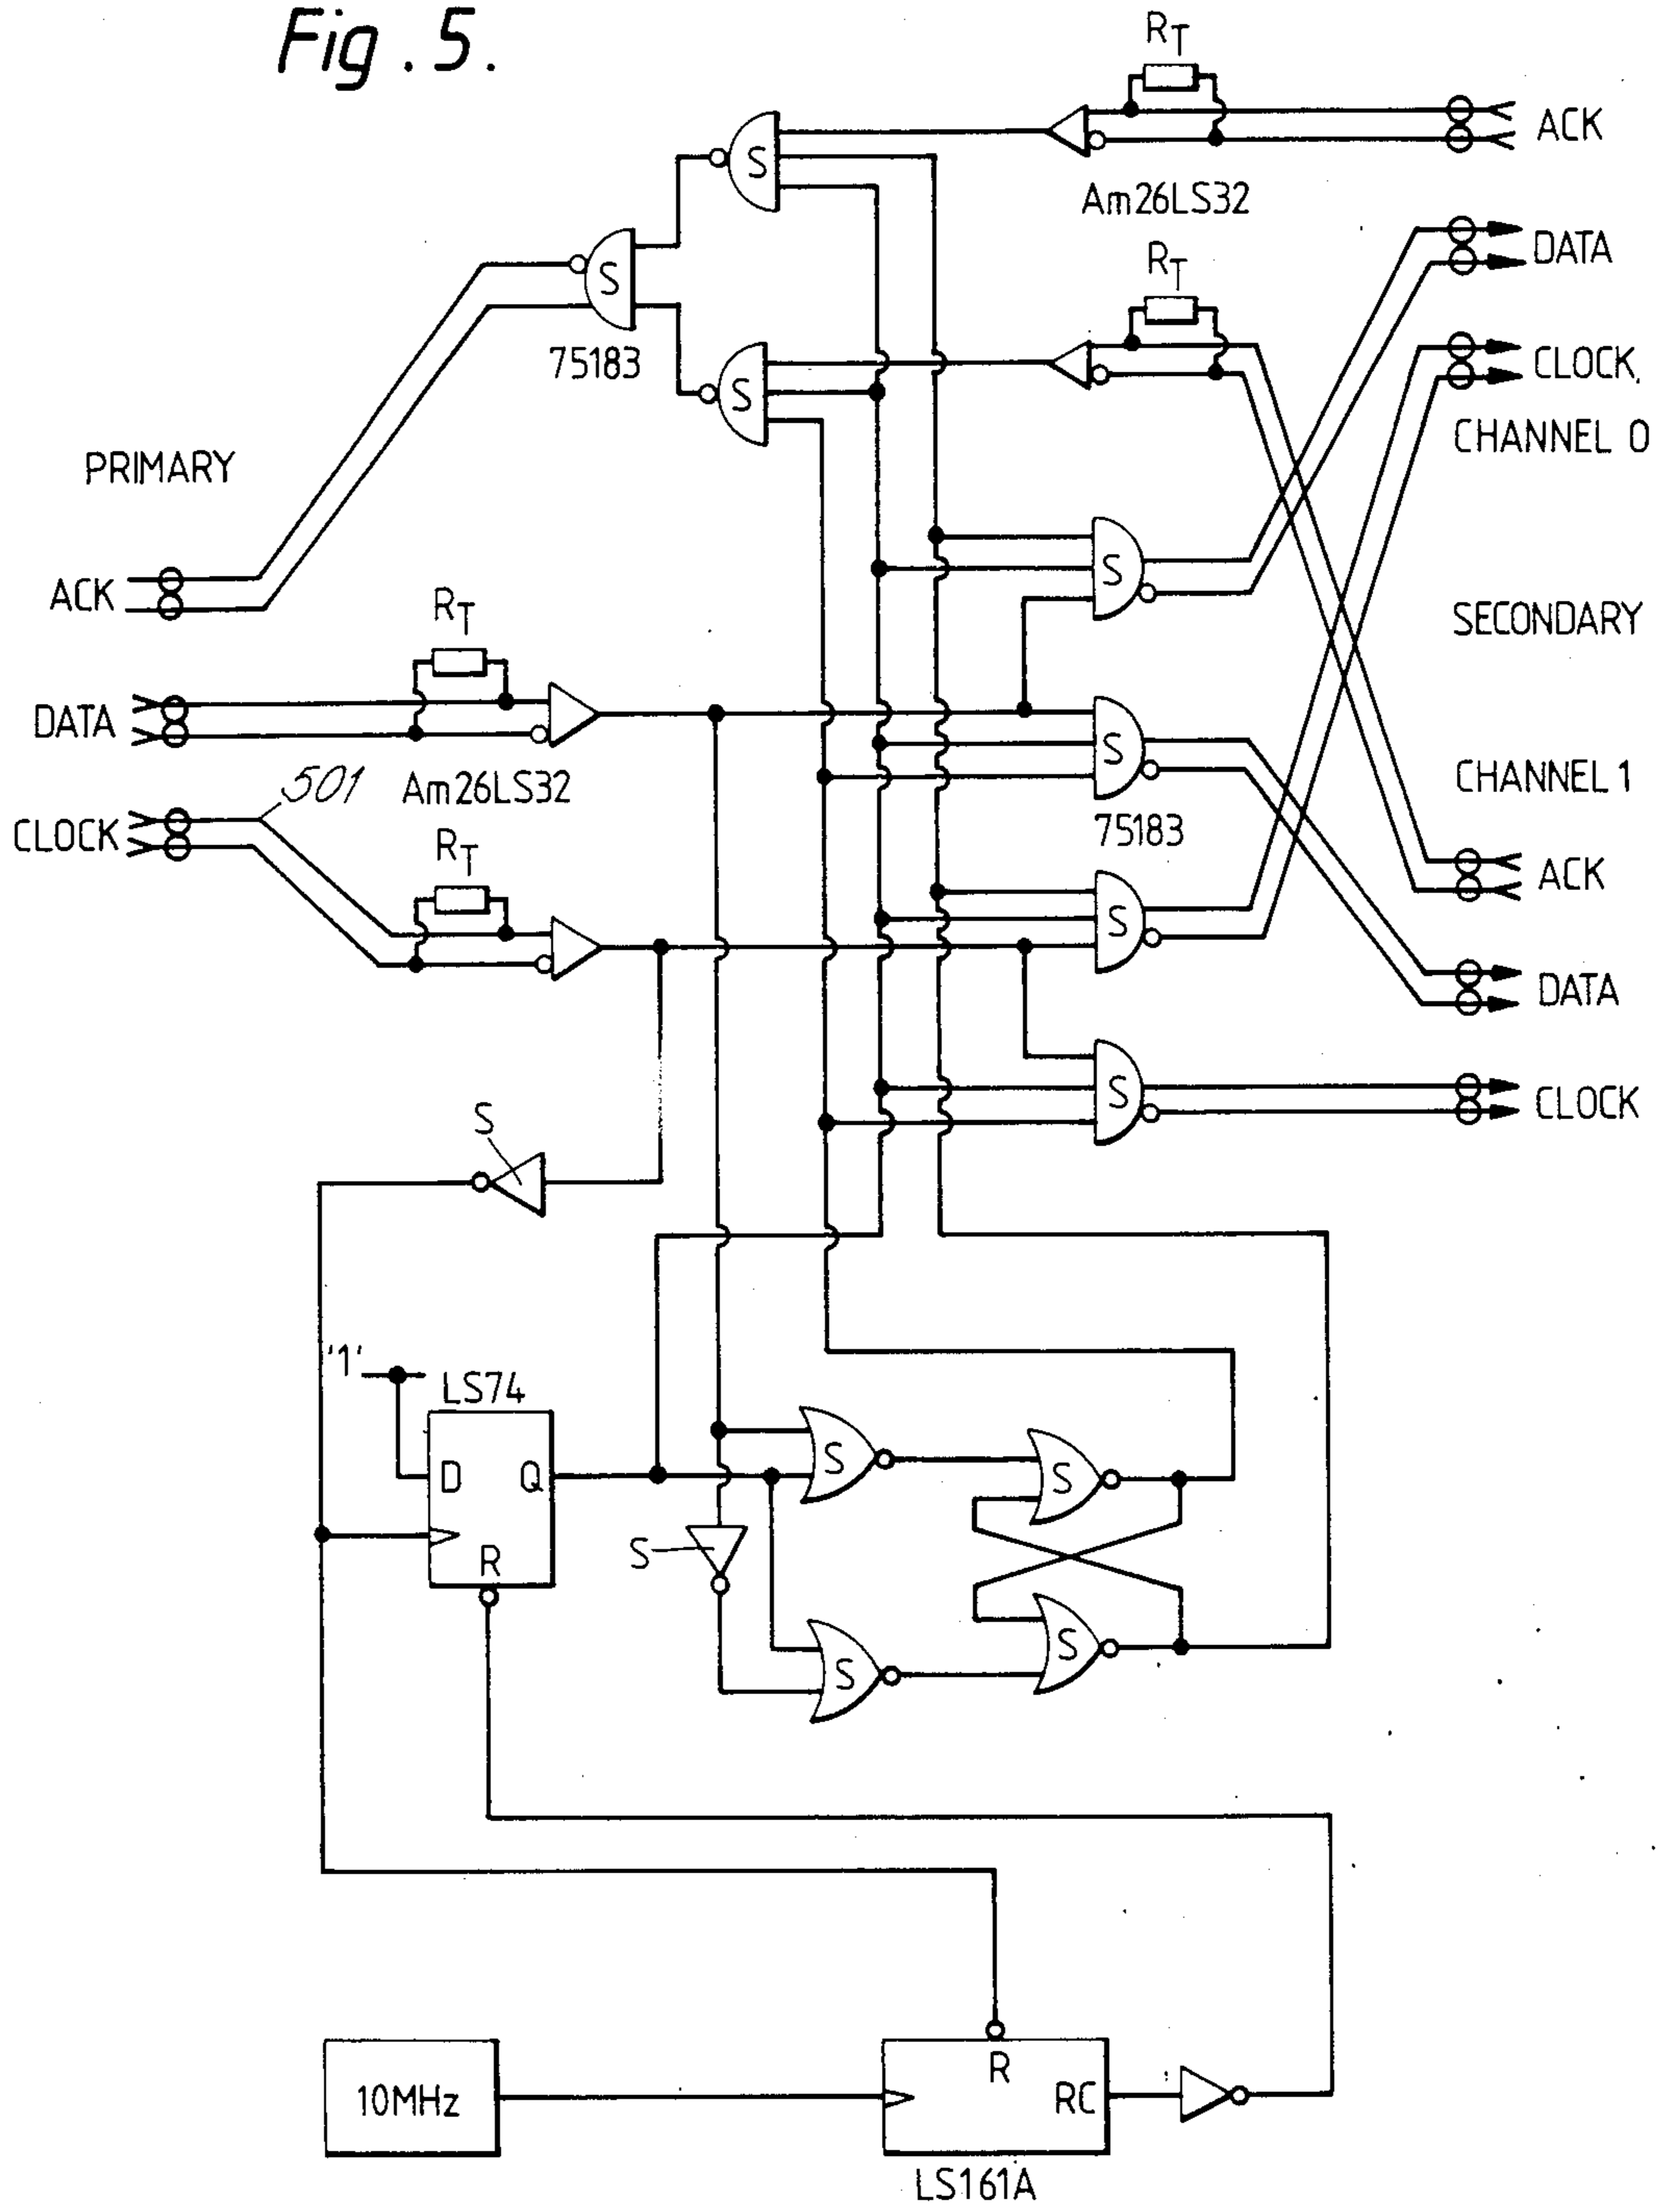 Fig. 5.
RT
ACK
S
Am26LS32
DATA
RT
S
75183
CLOCK
S
CHANNEL 0
PRIMARY
S
ACK
RT
SECONDARY
DATA
S
501
Am26LS32
CHANNEL 1
75183
CLOCK
RT
ACK
S
DATA
S
CLOCK
S
'1'
LS74
D
Q
S
S
R
S
S
S
10MHz
R
RC
LS161A